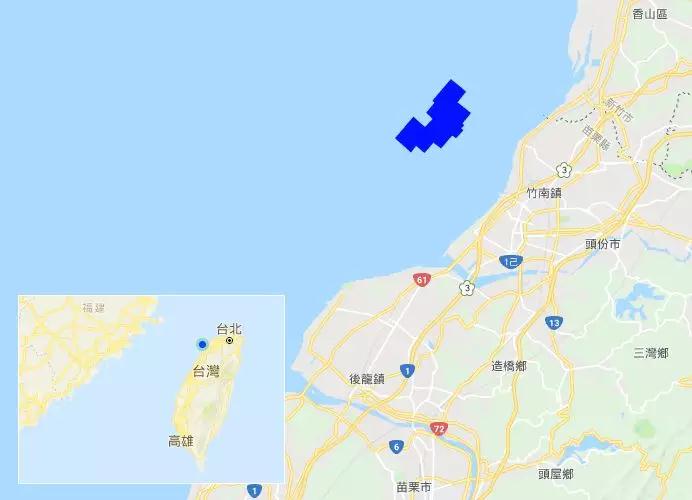 香山區
新竹市
苗栗縣
3
竹南鎮
頭份市
1己
61
3
13
福建
台北
台灣
高雄
三灣鄉
造橋鄉
1
後龍鎮
72
6
頭屋鄉
苗栗市
1